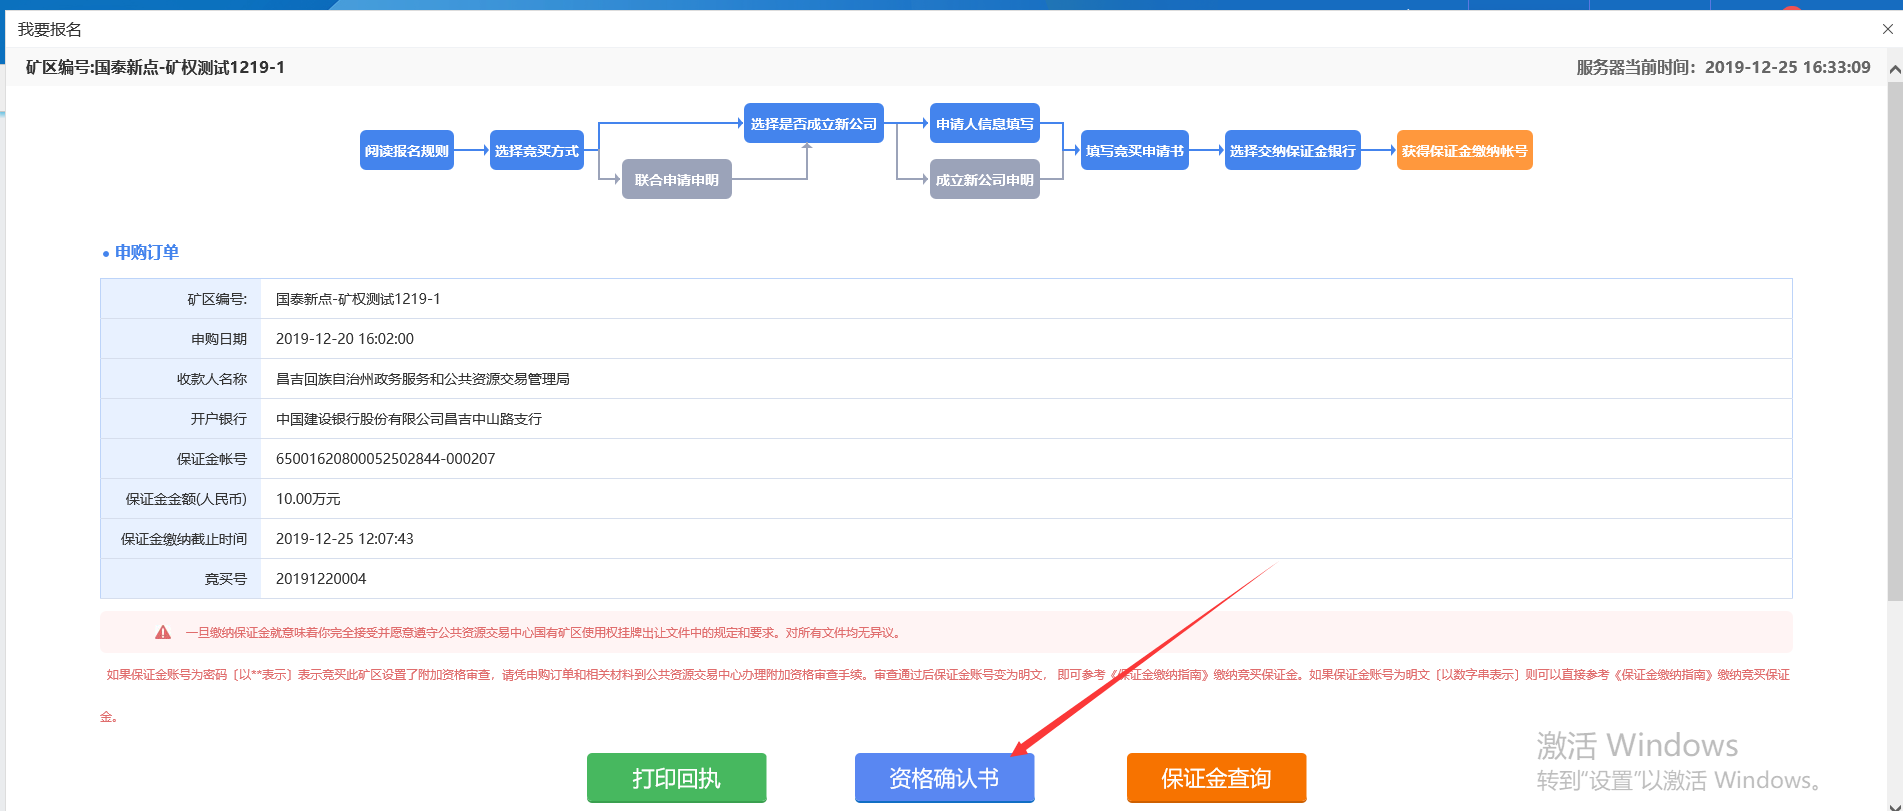 我要报名
矿区编号:国泰新点-矿权测试1219-1
服务器当前时间：2019-12-25 16:33:09
阅读报名规则
选择竞买方式
联合申请申明
选择是否成立新公司
申请人信息填写
成立新公司申明
填写竞买申请书
选择交纳保证金银行
获得保证金缴纳帐号
申购订单
矿区编号: 国泰新点-矿权测试1219-1
申购日期 2019-12-20 16:02:00
收款人名称 昌吉回族自治州政务服务和公共资源交易管理局
开户银行 中国建设银行股份有限公司昌吉中山路支行
保证金帐号 65001620800052502844-000207
保证金金额(人民币) 10.00万元
保证金缴纳截止时间 2019-12-25 12:07:43
竞买号 20191220004
一旦缴纳保证金就意味着你完全接受并愿意遵守公共资源交易中心国有矿区使用权挂牌出让文件中的规定和要求。对所有文件均无异议。
如果保证金账号为密码〔以**表示〕表示竞买此矿区设置了附加资格审查，请凭申购订单和相关材料到公共资源交易中心办理附加资格审查手续。审查通过后保证金账号变为明文， 即可参考《保证金缴纳指南》缴纳竞买保证金。如果保证金账号为明文〔以数字串表示〕则可以直接参考《保证金缴纳指南》缴纳竞买保证
金。
打印回执
资格确认书
保证金查询
激活 Windows
转到“设置”以激活 Windows。